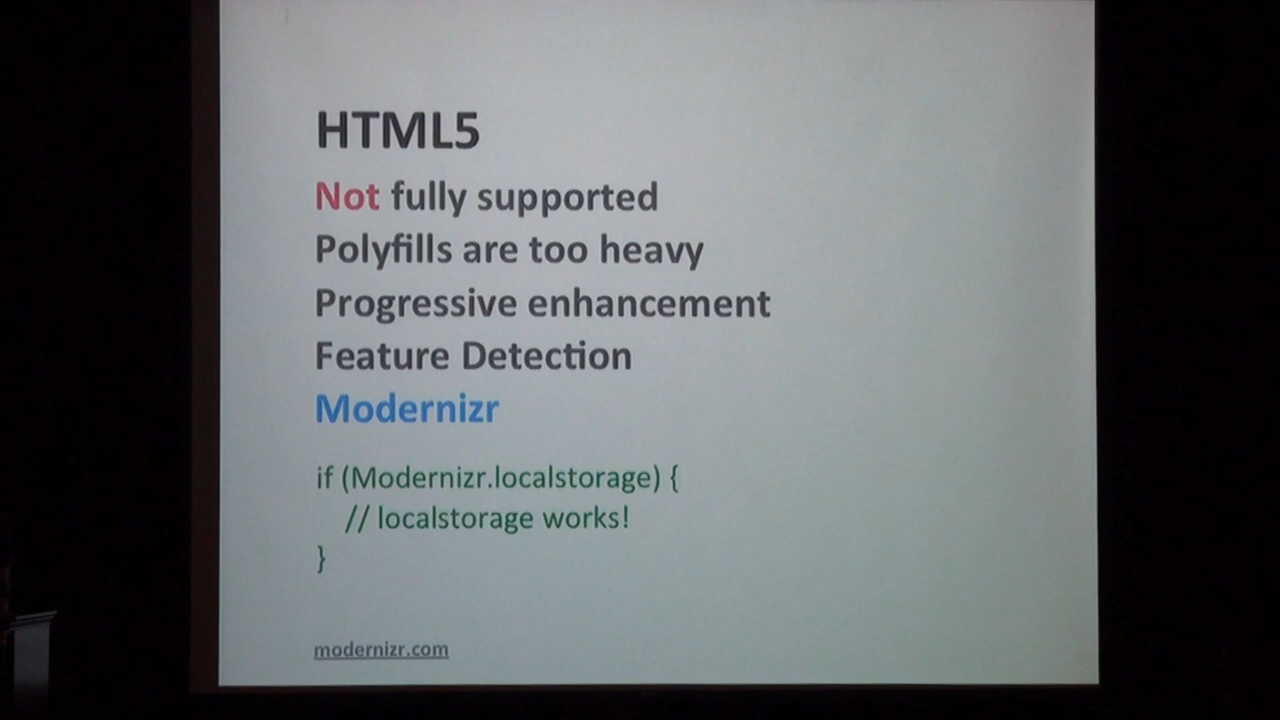 HTML5
Not fully supported
Polyfills are too heavy
Progressive enhancement
Feature Detection
Modernizr
if (Modernizr.localstorage) {
// localstorage works!
}
modernizr.com